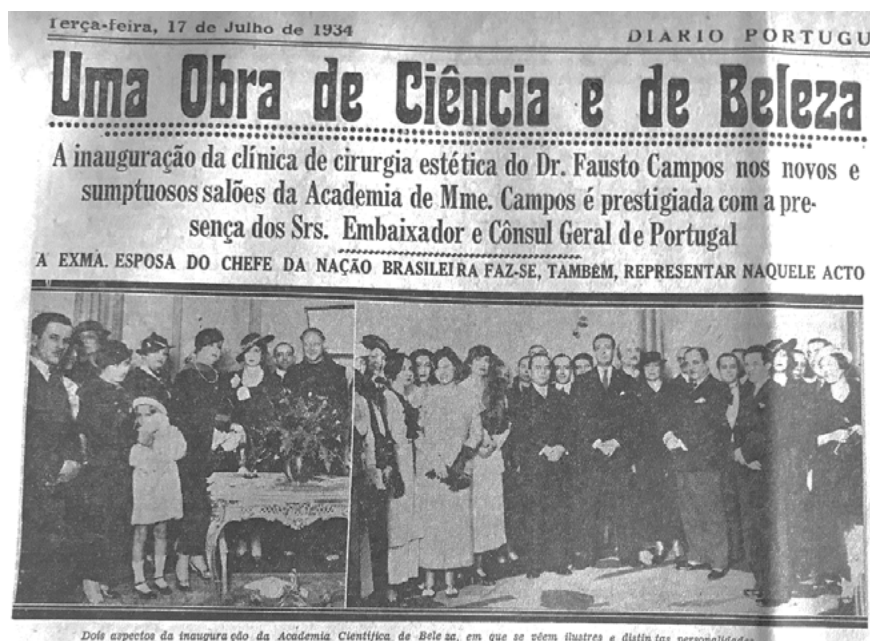 Terça-feira, 17 de Julho de 1934
DIARIO PORTUGU
Uma Obra de Ciência e de Beleza
A inauguração da clínica de cirurgia estética do Dr. Fausto Campos nos novos e
sumptuosos salões da Academia de Mme. Campos é prestigiada com a pre-
sença dos Srs. Embaixador e Cônsul Geral de Portugal
A EXMA. ESPOSA DO CHEFE DA NAÇÃO BRASILEIRA FAZ-SE, TAMBÉM, REPRESENTAR NAQUELE ACTO
Dois aspectos da inauguração da Academia Científica de Beleza, em que se vêem ilustres e distintas personalidades